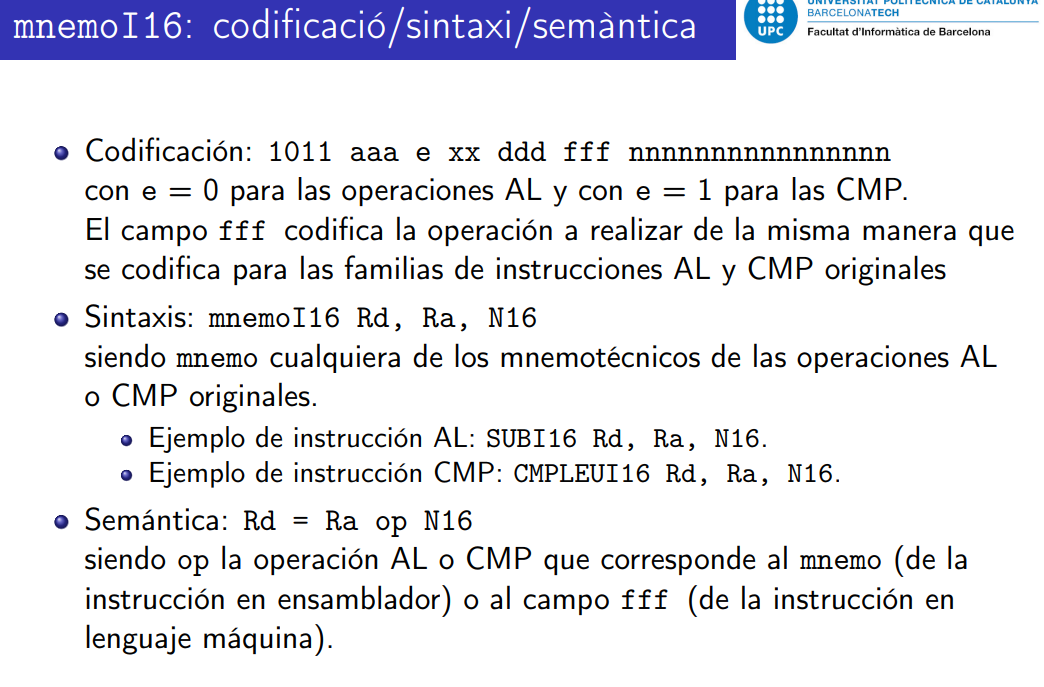 mnemoI16: codificació/sintaxi/semàntica
UNIVERSITAT POLITÈCNICA DE CATALUNYA
BARCELONATECH
Facultat d'Informàtica de Barcelona
UPC
Codificación: 1011 aaa e xx ddd fff nnnnnnnnnnnnnnnn
con e = 0 para las operaciones AL y con e = 1 para las CMP.
El campo fff codifica la operación a realizar de la misma manera que
se codifica para las familias de instrucciones AL y CMP originales
Sintaxis: mnemoI16 Rd, Ra, N16
siendo mnemo cualquiera de los mnemotécnicos de las operaciones AL
o CMP originales.
Ejemplo de instrucción AL: SUBI16 Rd, Ra, N16.
Ejemplo de instrucción CMP: CMPLEUI16 Rd, Ra, N16.
Semántica: Rd = Ra op N16
siendo op la operación AL o CMP que corresponde al mnemo (de la
instrucción en ensamblador) o al campo fff (de la instrucción en
lenguaje máquina).